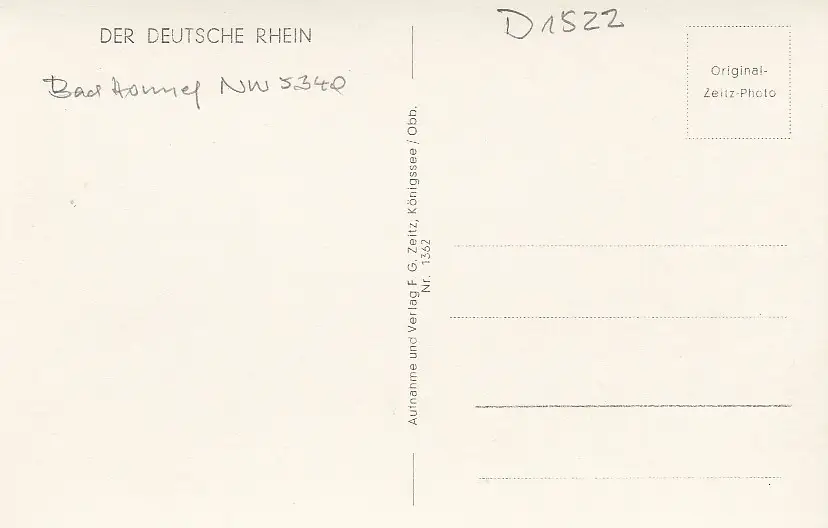 DER DEUTSCHE RHEIN
Bad Honnef NW 5340
D1522
Original-
Zeitz-Photo
Aufnahme und Verlag F. G. Zeitz, Königssee / Obb.
Nr. 1362